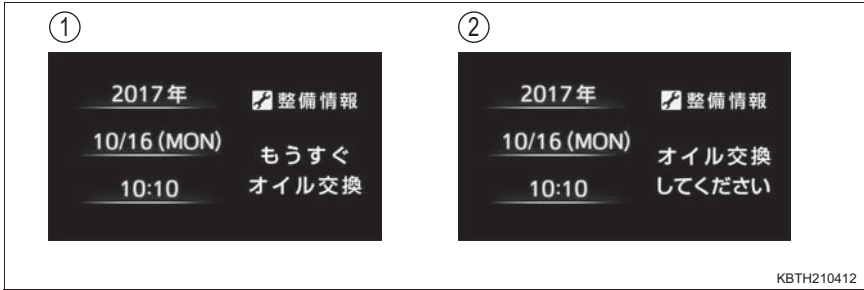 ①
2017年
10/16 (MON)
10:10
整備情報
もうすぐ
オイル交換
②
2017年
10/16 (MON)
10:10
整備情報
オイル交換
してください
KBTH210412